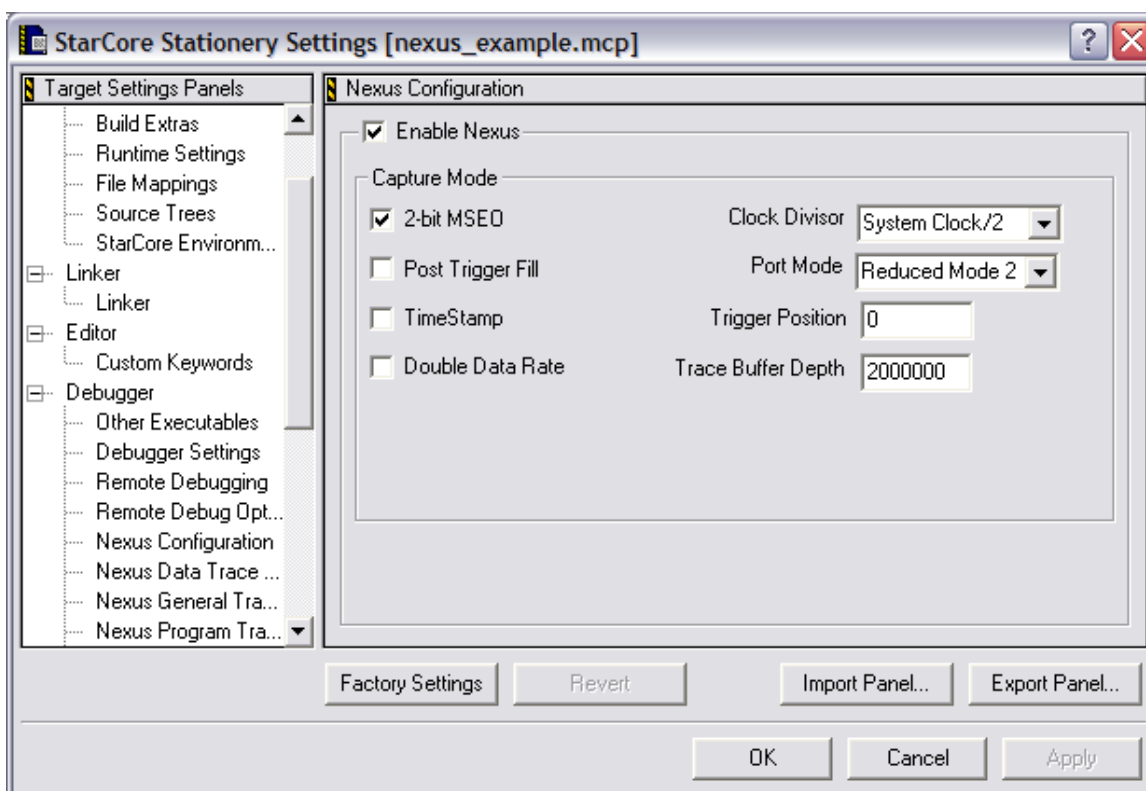 StarCore Stationery Settings [nexus_example.mcp]
Target Settings Panels
Build Extras
Runtime Settings
File Mappings
Source Trees
StarCore Environm...
Linker
Linker
Editor
Custom Keywords
Debugger
Other Executables
Debugger Settings
Remote Debugging
Remote Debug Opt...
Nexus Configuration
Nexus Data Trace ...
Nexus General Tra...
Nexus Program Tra...
Nexus Configuration
Enable Nexus
Capture Mode
2-bit MSEO Clock Divisor System Clock/2
Post Trigger Fill Port Mode Reduced Mode 2
TimeStamp Trigger Position 0
Double Data Rate Trace Buffer Depth 2000000
Factory Settings Revert Import Panel... Export Panel...
OK Cancel Apply